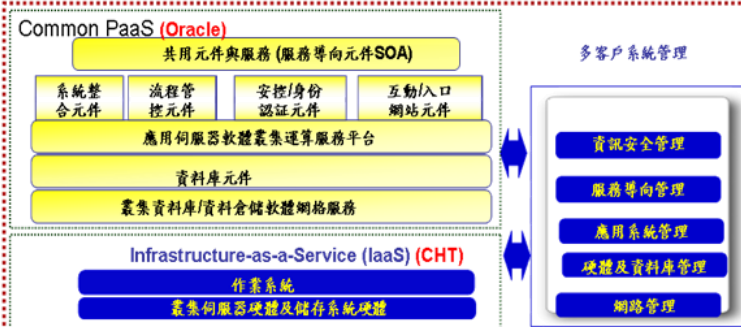 Common PaaS (Oracle)
共用元件與服務 (服務導向元件SOA)
系統整
合元件
流程管
控元件
安控/身份
認証元件
互動/入口
網站元件
應用伺服器軟體叢集運算服務平台
資料庫元件
叢集資料庫/資料倉儲軟體網格服務
Infrastructure-as-a-Service (IaaS) (CHT)
作業系統
叢集伺服器硬體及儲存系統硬體
多客戶系統管理
資訊安全管理
服務導向管理
應用系統管理
硬體及資料庫管理
網路管理